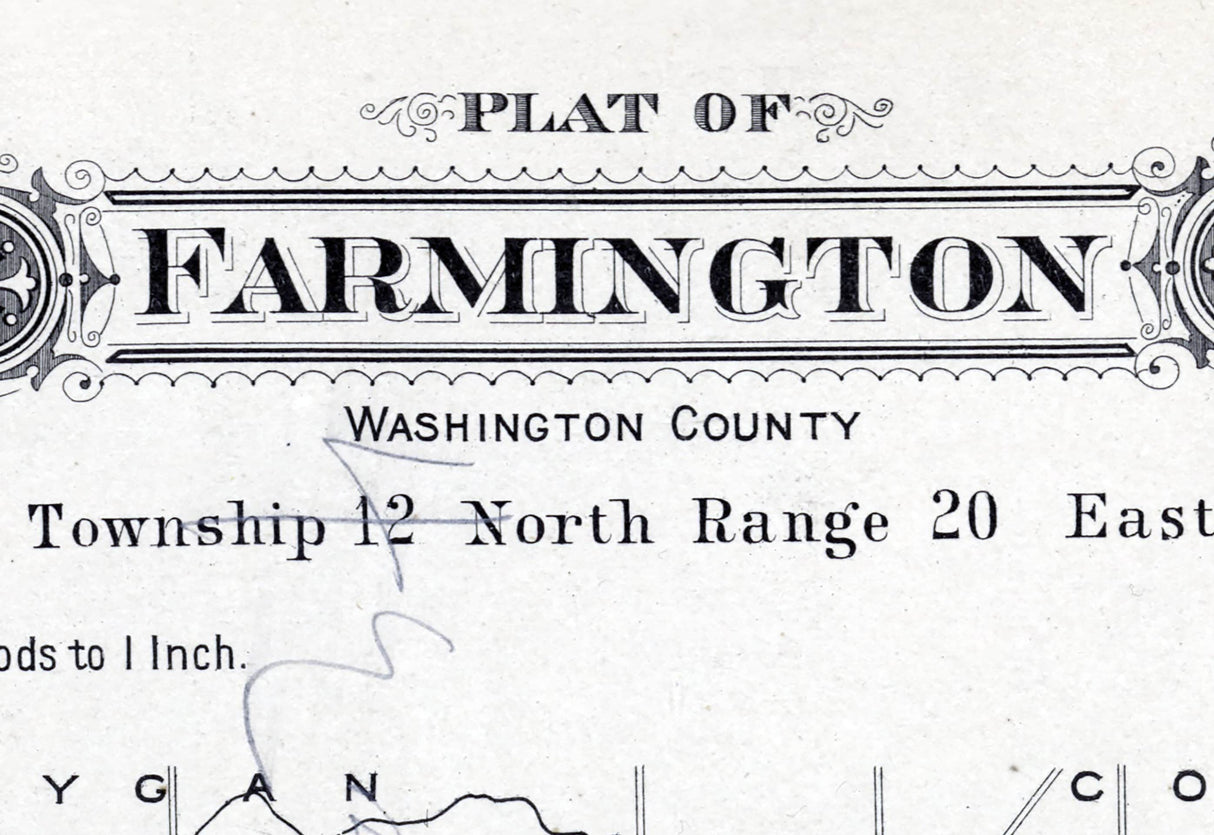 PLAT OF
FARMINGTON
WASHINGTON COUNTY
Township 12 North Range 20 East
ods to 1 Inch.
Y G A N C O